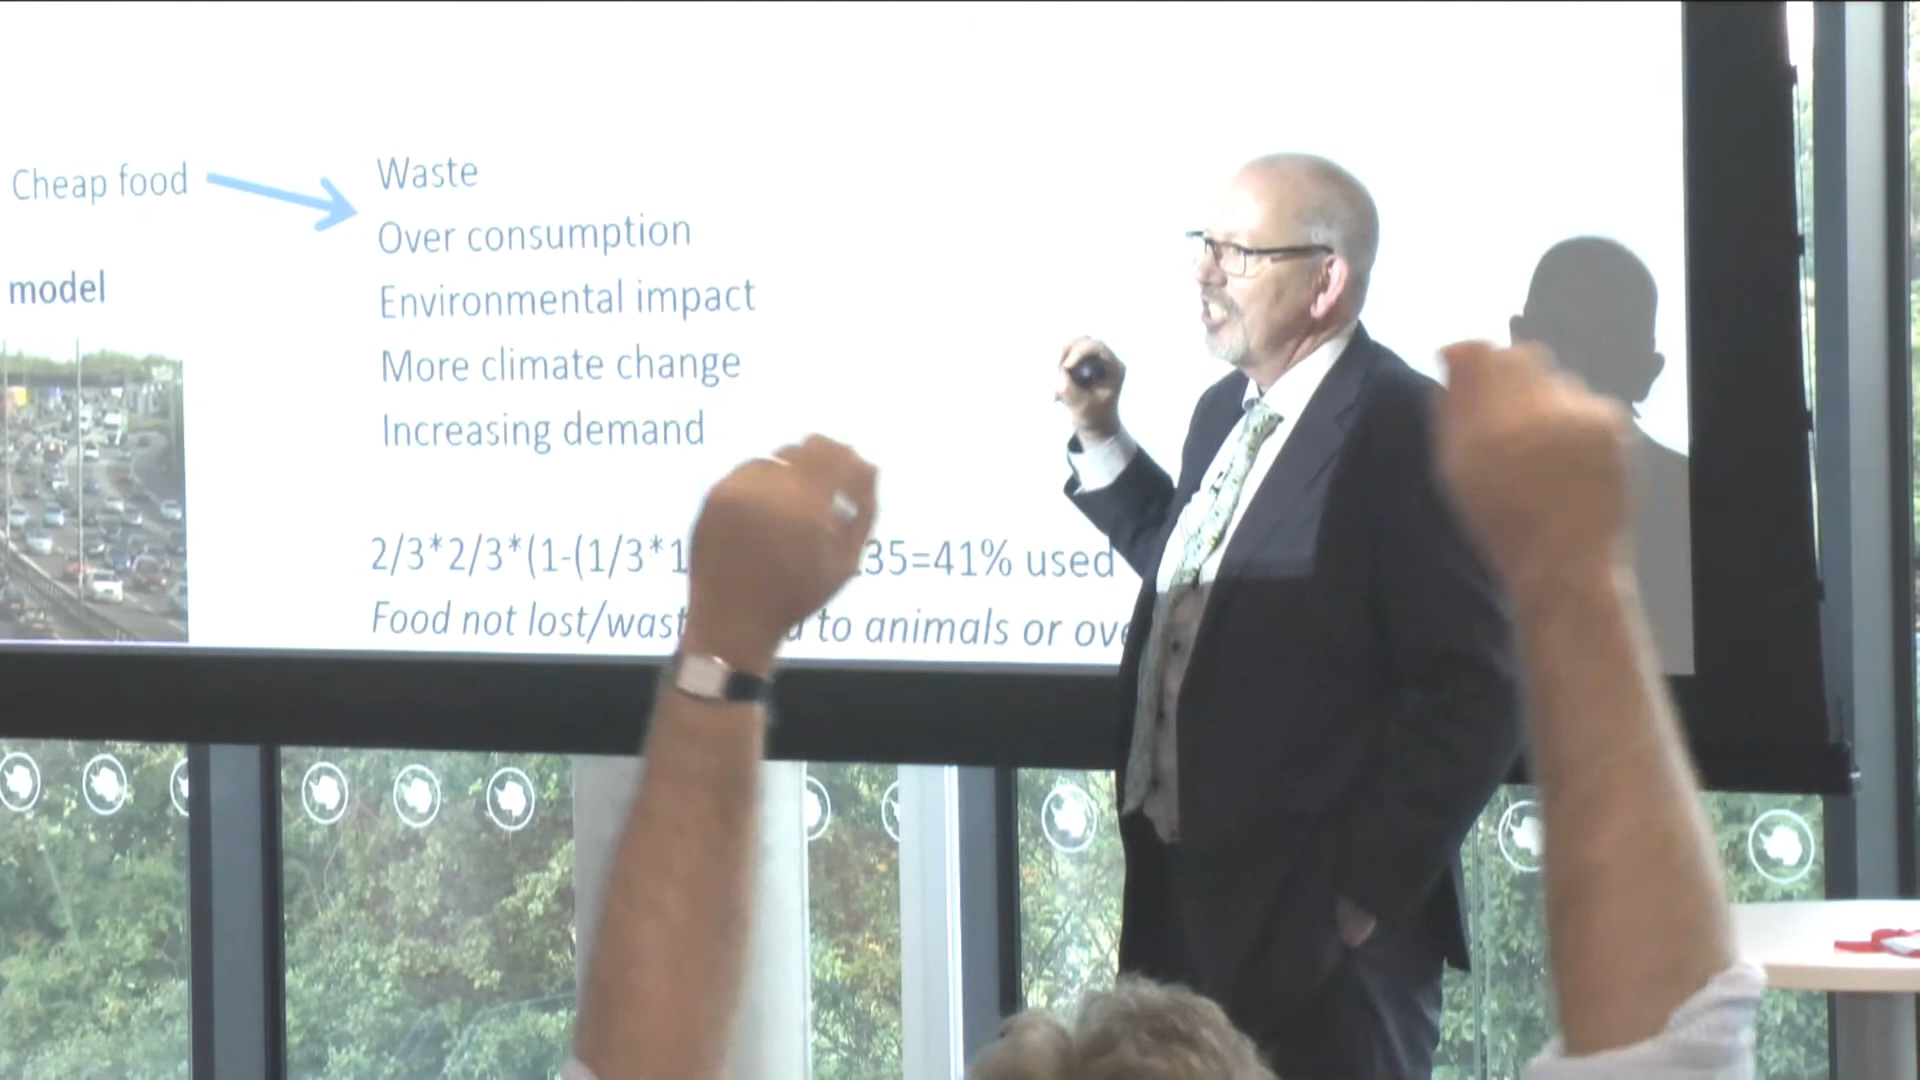 Cheap food
Waste
Over consumption
model
Environmental impact
More climate change
Increasing demand
2/3*2/3*(1-(1/3*1 35=41% used
Food not lost/wast to animals or